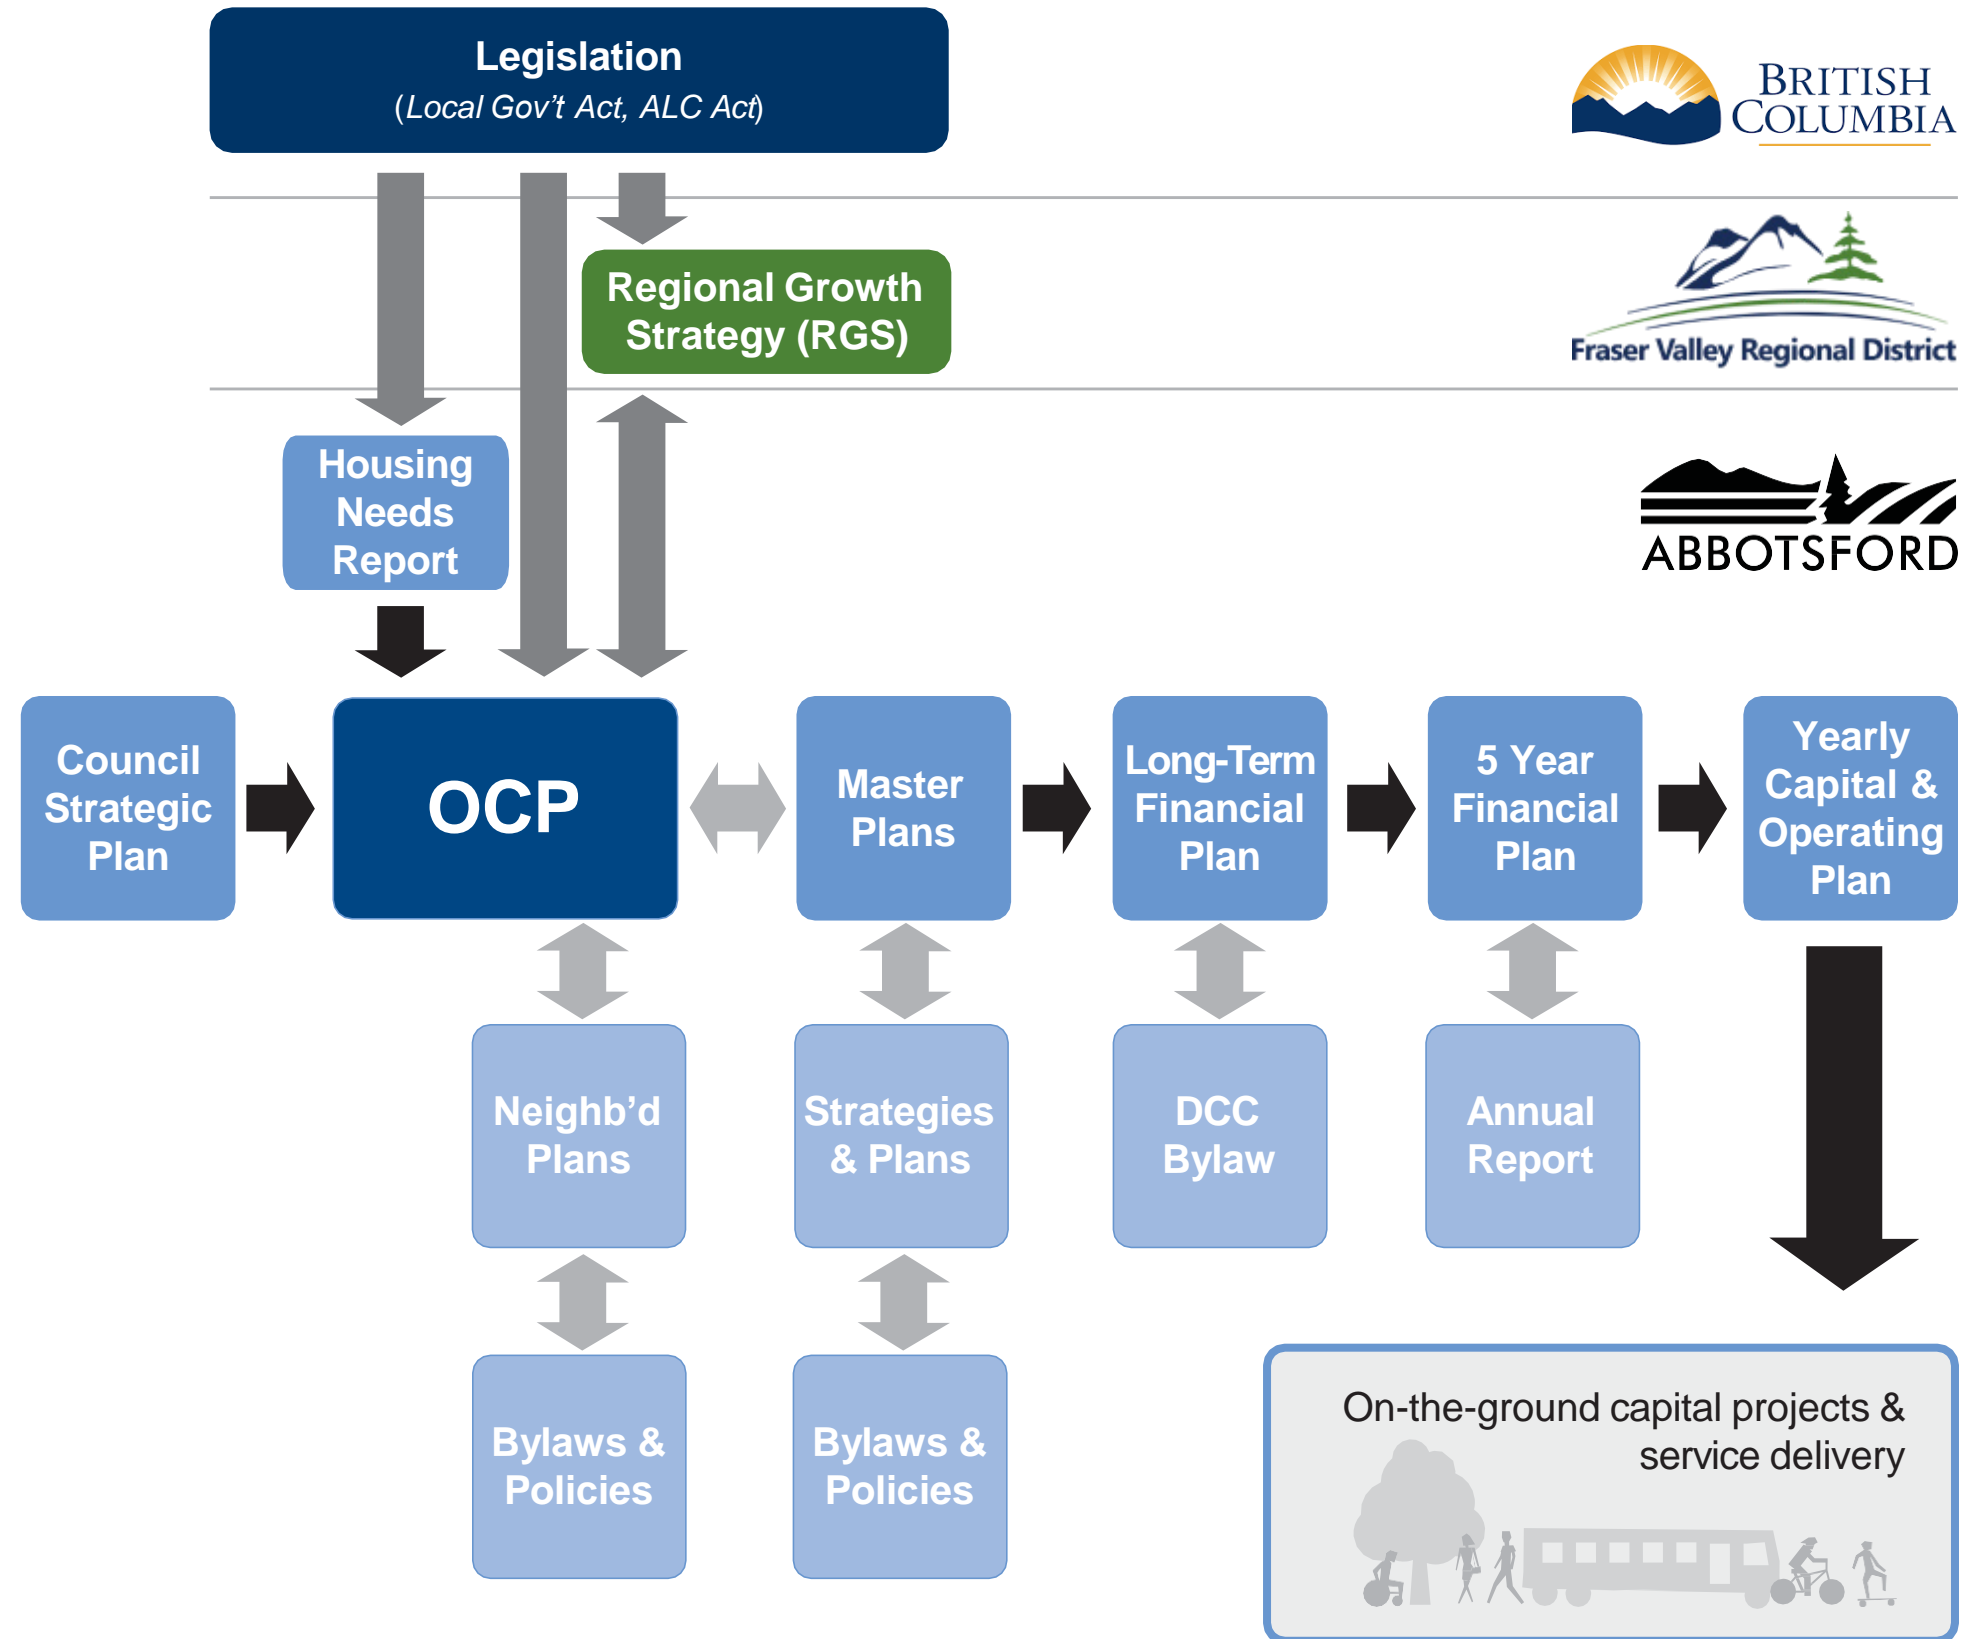 Legislation
(Local Gov’t Act, ALC Act)
BRITISH
COLUMBIA
Regional Growth
Strategy (RGS)
Fraser Valley Regional District
Housing
Needs
Report
ABBOTSFORD
Council
Strategic
Plan
OCP
Master
Plans
Long-Term
Financial
Plan
5 Year
Financial
Plan
Yearly
Capital &
Operating
Plan
Neighb’d
Plans
Strategies
& Plans
DCC
Bylaw
Annual
Report
Bylaws &
Policies
Bylaws &
Policies
On-the-ground capital projects &
service delivery